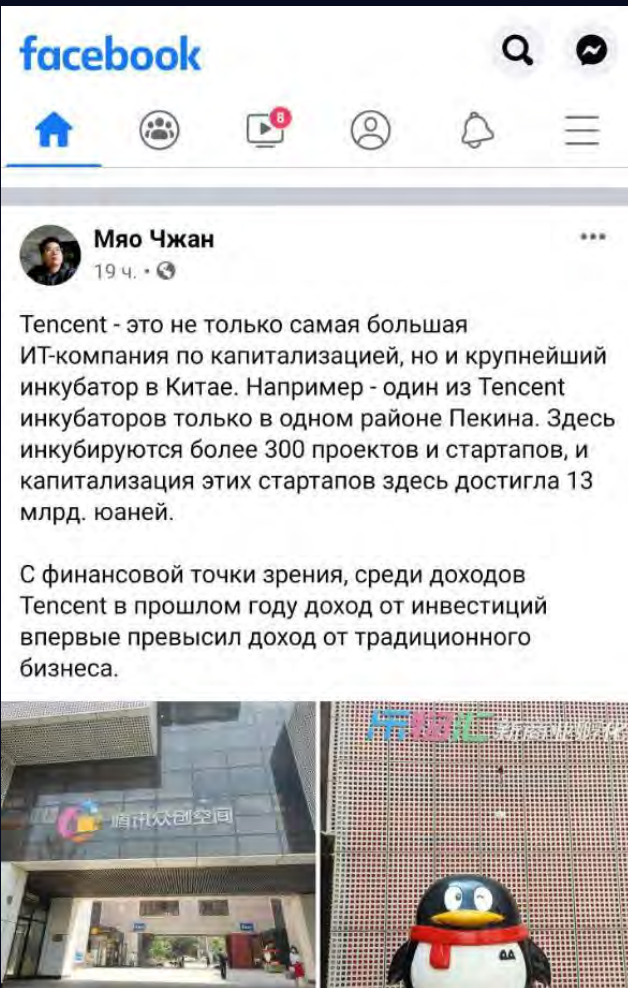 facebook
8
Мяо Чжан
19 ч.
Tencent - это не только самая большая
ИТ-компания по капитализацией, но и крупнейший
инкубатор в Китае. Например - один из Tencent
инкубаторов только в одном районе Пекина. Здесь
инкубируются более 300 проектов и стартапов, и
капитализация этих стартапов здесь достигла 13
млрд. юаней.
С финансовой точки зрения, среди доходов
Tencent в прошлом году доход от инвестиций
впервые превысил доход от традиционного
бизнеса.
腾讯众创空间